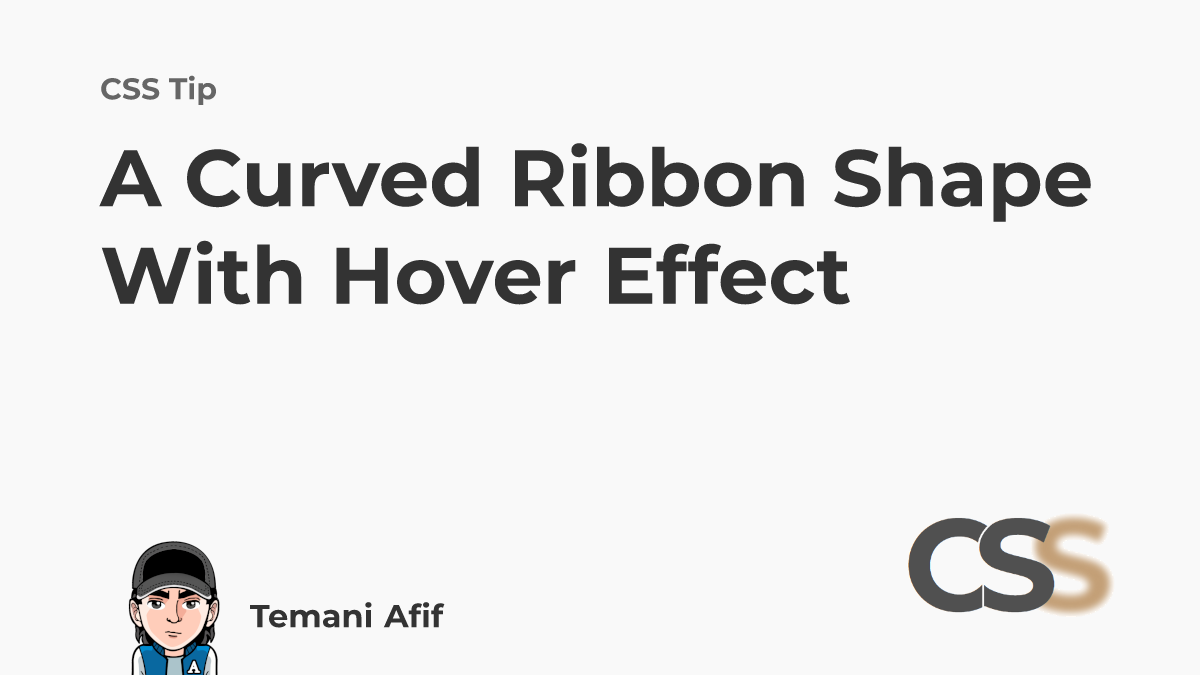 CSS Tip
A Curved Ribbon Shape
With Hover Effect
Temani Afif
A
CSS